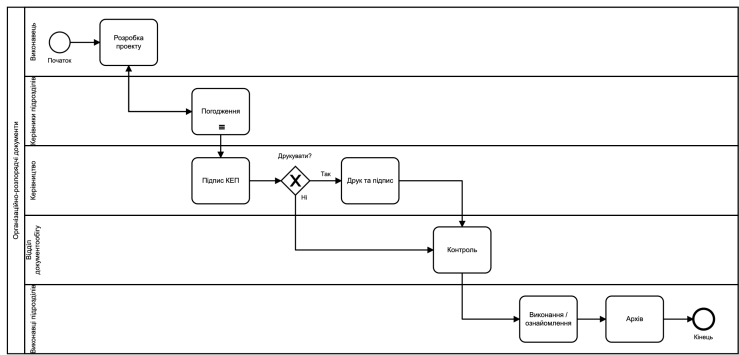 Організаційно-розпорядчі документи
Виконавець
Початок
Розробка
проекту
Керівники підрозділів
Погодження
Керівництво
Підпис КЕП
Друкувати?
Так
Ні
Друк та підпис
Відділ
документообігу
Контроль
Виконавці підрозділів
Виконання /
ознайомлення
Архів
Кінець